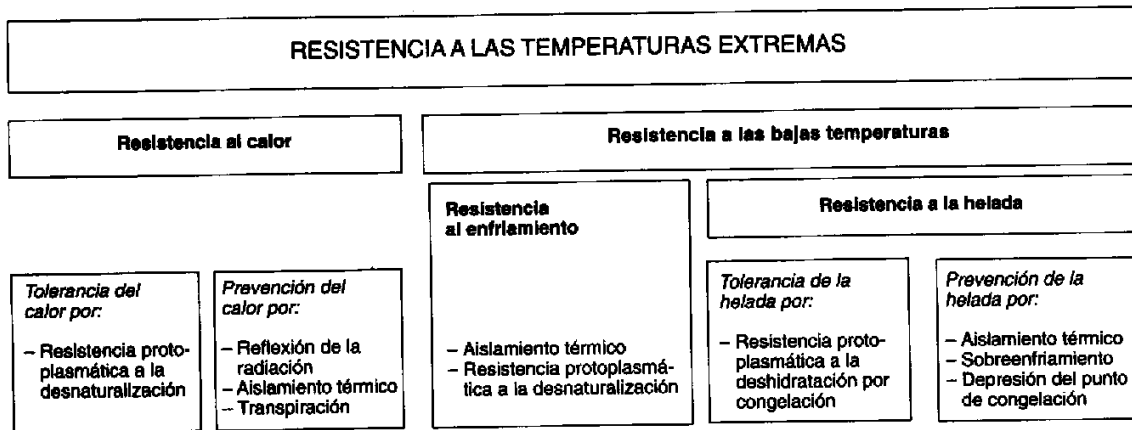 RESISTENCIA A LAS TEMPERATURAS EXTREMAS
Resistencia al calor
Resistencia a las bajas temperaturas
Resistencia
al enfriamiento
Resistencia a la helada
Tolerancia del
calor por:
– Resistencia proto-
plasmática a la
desnaturalización
Prevención del
calor por:
– Reflexión de la
radiación
– Aislamiento térmico
– Transpiración
– Aislamiento térmico
– Resistencia protoplasmá-
tica a la desnaturalización
Tolerancia de la
helada por:
– Resistencia proto-
plasmática a la
deshidratación por
congelación
Prevención de la
helada por:
– Aislamiento térmico
– Sobreenfriamiento
– Depresión del punto
de congelación